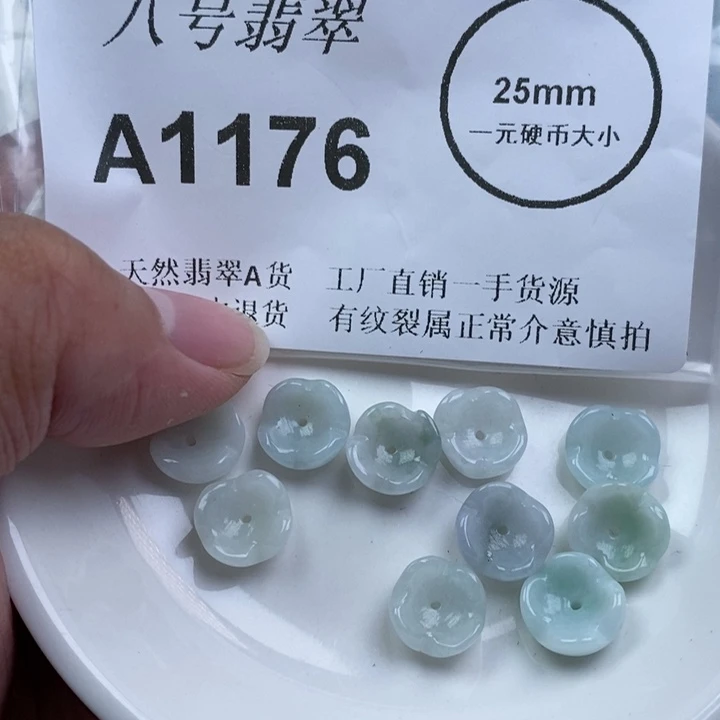 八号翡翠
A1176
25mm
一元硬币大小
天然翡翠A货 工厂直销一手货源
退货 有纹裂属正常介意慎拍